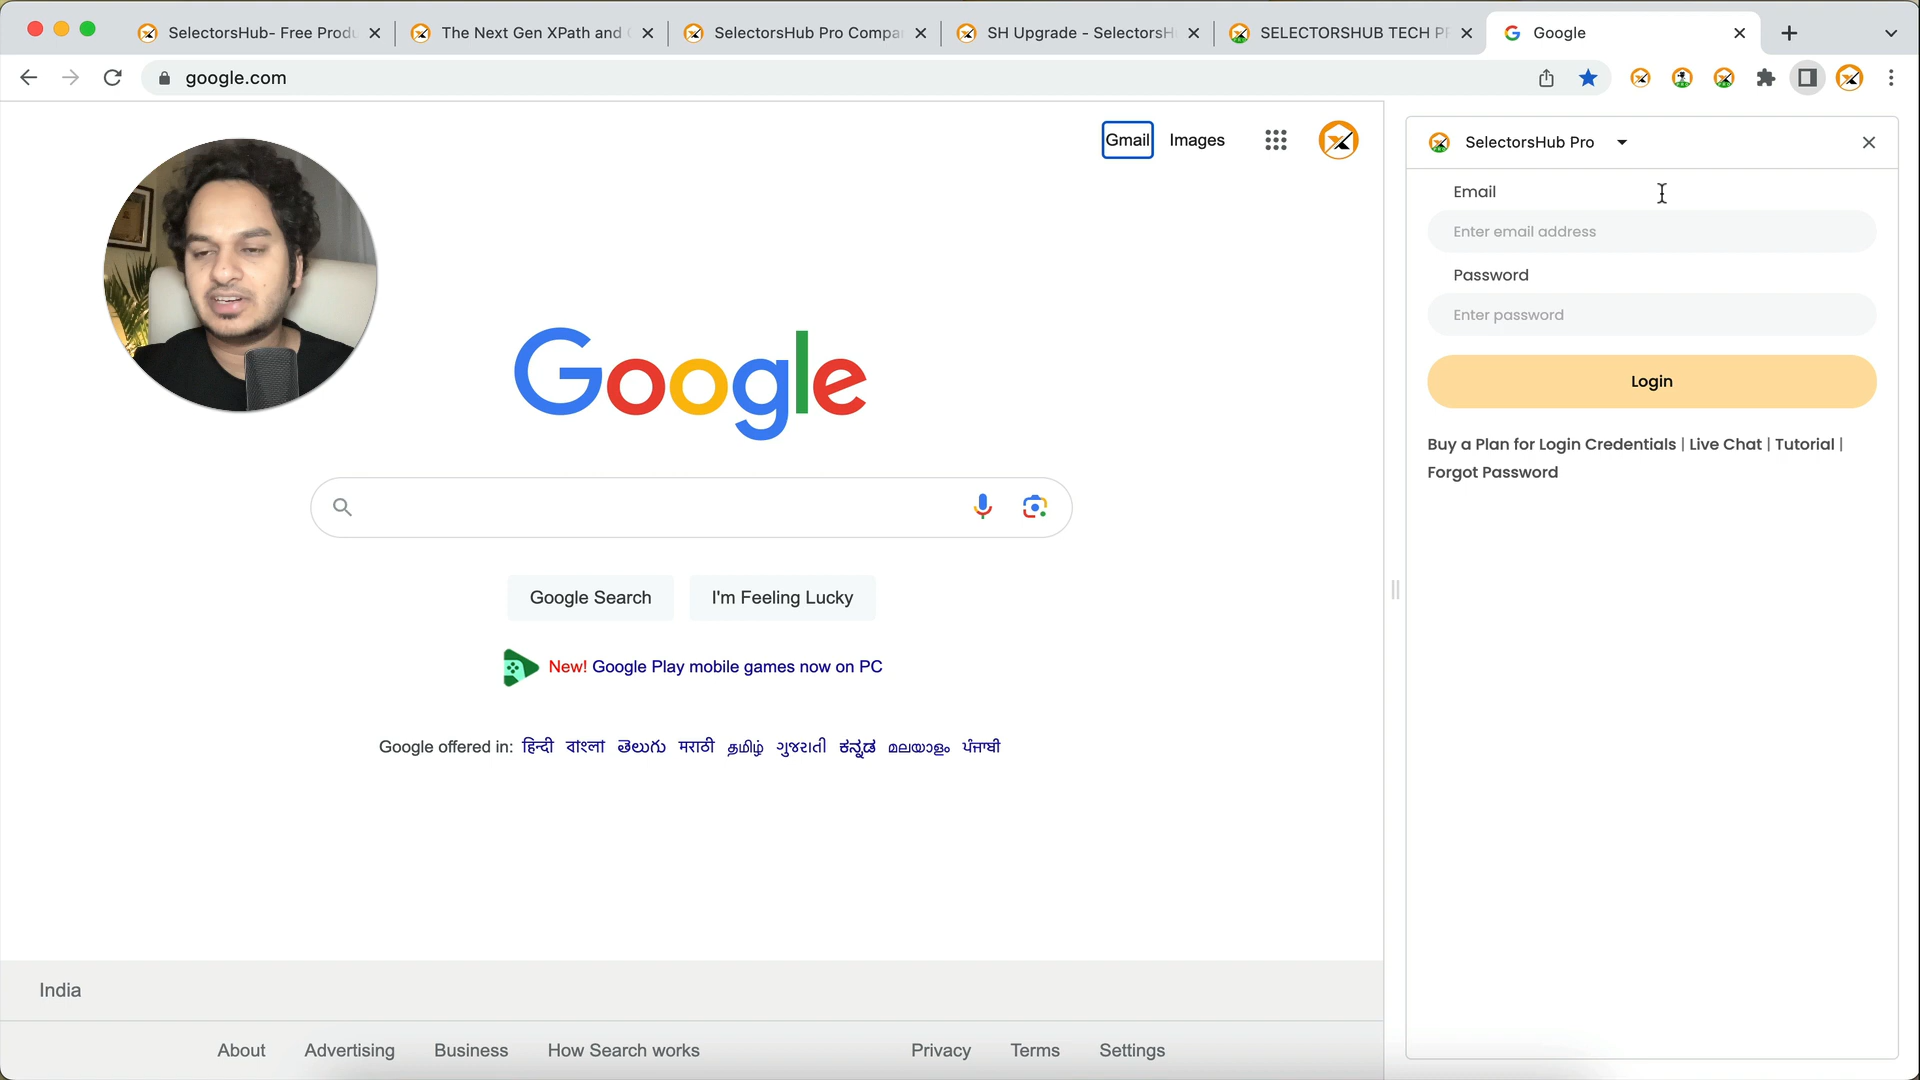 SelectorsHub- Free Produ
The Next Gen XPath and
SelectorsHub Pro Compa
SH Upgrade - SelectorsH
SELECTORSHUB TECH PR
Google
google.com
Gmail Images
Google
Google Search I'm Feeling Lucky
New! Google Play mobile games now on PC
Google offered in: हिन्दी বাংলা తెలుగు मराठी தமிழ் ગુજરાતી ಕನ್ನಡ മലയാളം ਪੰਜਾਬੀ
India
About Advertising Business How Search works Privacy Terms Settings
SelectorsHub Pro
Email
Enter email address
Password
Enter password
Login
Buy a Plan for Login Credentials | Live Chat | Tutorial |
Forgot Password